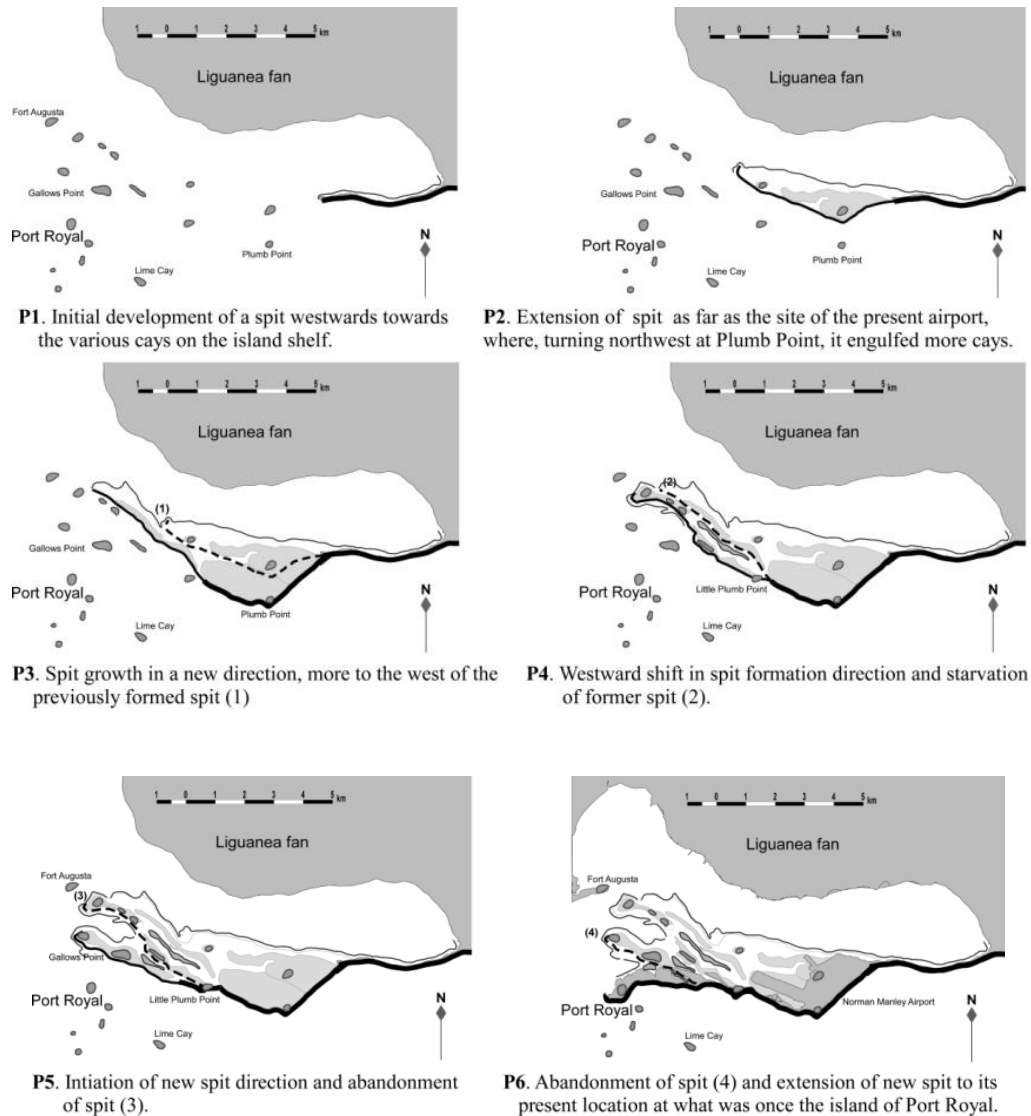 1 0 1 2 3 4 5 km
Liguanea fan
Fort Augusta
Gallows Point
Port Royal
Plumb Point
Lime Cay
N
P1. Initial development of a spit westwards towards
the various cays on the island shelf.
1 0 1 2 3 4 5 km
Liguanea fan
Gallows Point
Port Royal
Plumb Point
Lime Cay
N
P2. Extension of spit as far as the site of the present airport,
where, turning northwest at Plumb Point, it engulfed more cays.
1 0 1 2 3 4 5 km
Liguanea fan
(1)
Gallows Point
Port Royal
Plumb Point
Lime Cay
N
P3. Spit growth in a new direction, more to the west of the
previously formed spit (1)
1 0 1 2 3 4 5 km
Liguanea fan
(2)
Gallows Point
Port Royal
Little Plumb Point
Lime Cay
N
P4. Westward shift in spit formation direction and starvation
of former spit (2).
1 0 1 2 3 4 5 km
Liguanea fan
Fort Augusta
(3)
Gallows Point
Port Royal
Little Plumb Point
Lime Cay
N
P5. Intiation of new spit direction and abandonment
of spit (3).
1 0 1 2 3 4 5 km
Liguanea fan
Fort Augusta
(4)
Norman Manley Airport
Port Royal
Lime Cay
N
P6. Abandonment of spit (4) and extension of new spit to its
present location at what was once the island of Port Royal.